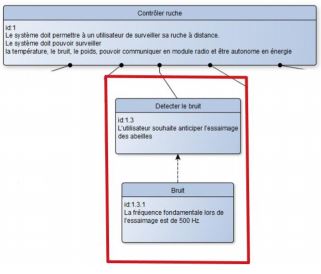 Contrôler ruche
id:1
Le système doit permettre à un utilisateur de surveiller sa ruche à distance.
Le système doit pouvoir surveiller
la température, le bruit, le poids, pouvoir communiquer en module radio et être autonome en énergie
Detecter le bruit
id:1.3
L'utilisateur souhaite anticiper l'essaimage
des abeilles
Bruit
id:1.3.1
La fréquence fondamentale lors de
l'essaimage est de 500 Hz.